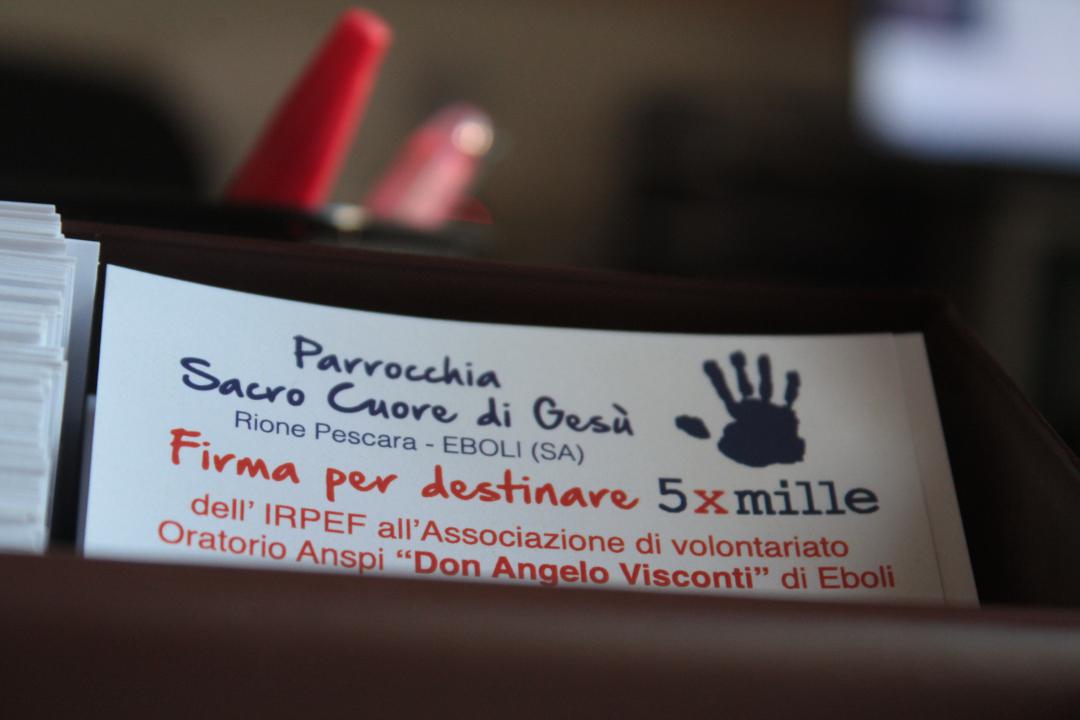 Parrocchia
Sacro Cuore di Gesù
Rione Pescara - EBOLI (SA)
Firma per destinare 5xmille
dell' IRPEF all'Associazione di volontariato
Oratorio Anspi “Don Angelo Visconti” di Eboli